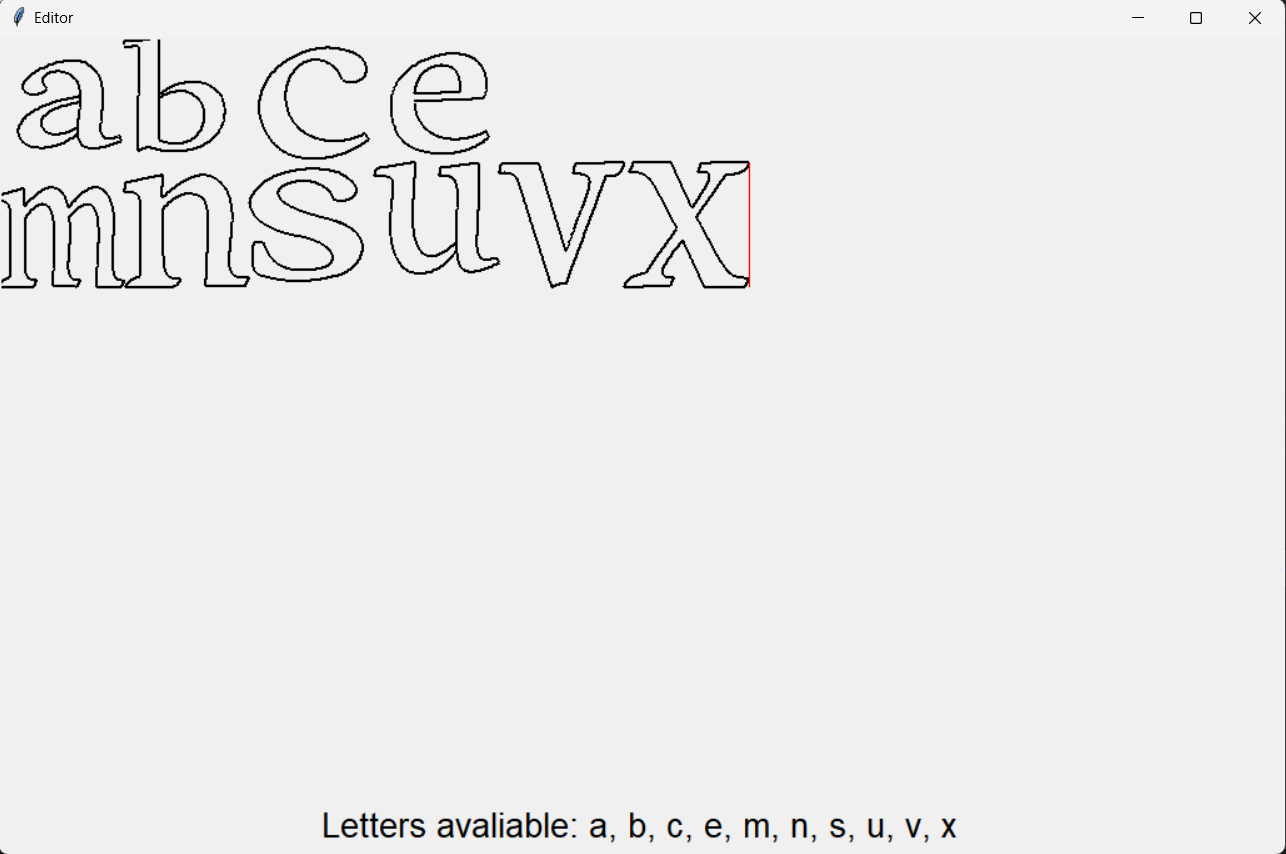 Editor
abce
mnsuvx
Letters avaliable: a, b, c, e, m, n, s, u, v, x